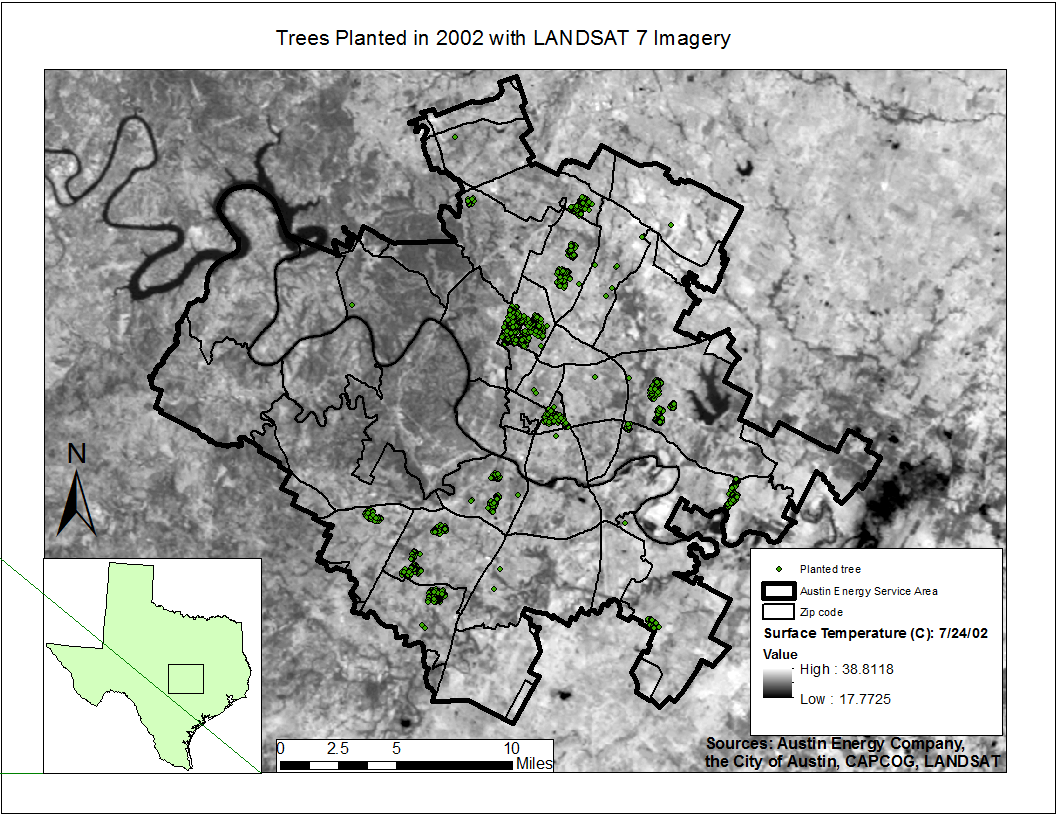 Trees Planted in 2002 with LANDSAT 7 Imagery
N
Planted tree
Austin Energy Service Area
Zip code
Surface Temperature (C): 7/24/02
Value
High : 38.8118
Low : 17.7725
0 2.5 5 10
Miles
Sources: Austin Energy Company,
the City of Austin, CAPCOG, LANDSAT